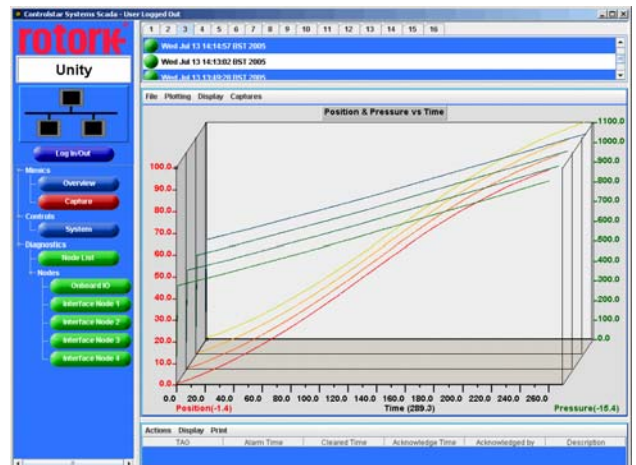 Controlstar Systems Scada - User Logged Out
rotork
Unity
Log In/Out
Mimics
Overview
Capture
Controls
System
Diagnostics
Node List
Nodes
Onboard IO
Interface Node 1
Interface Node 2
Interface Node 3
Interface Node 4
1 2 3 4 5 6 7 8 9 10 11 12 13 14 15 16
Wed Jul 13 14:14:57 BST 2005
Wed Jul 13 14:13:02 BST 2005
Wed Jul 13 13:49:28 BST 2005
File Plotting Display Captures
Position & Pressure vs Time
100.0
90.0
80.0
70.0
60.0
50.0
40.0
30.0
20.0
10.0
0.0
1100.0
1000.0
900.0
800.0
700.0
600.0
500.0
400.0
300.0
200.0
100.0
0.0
0.0 20.0 40.0 60.0 80.0 100.0 120.0 140.0 160.0 180.0 200.0 220.0 240.0 260.0
Position(-1.4) Time (289.3) Pressure(-15.4)
Actions Display Print
TAG Alarm Time Cleared Time Acknowledge Time Acknowledged by Description